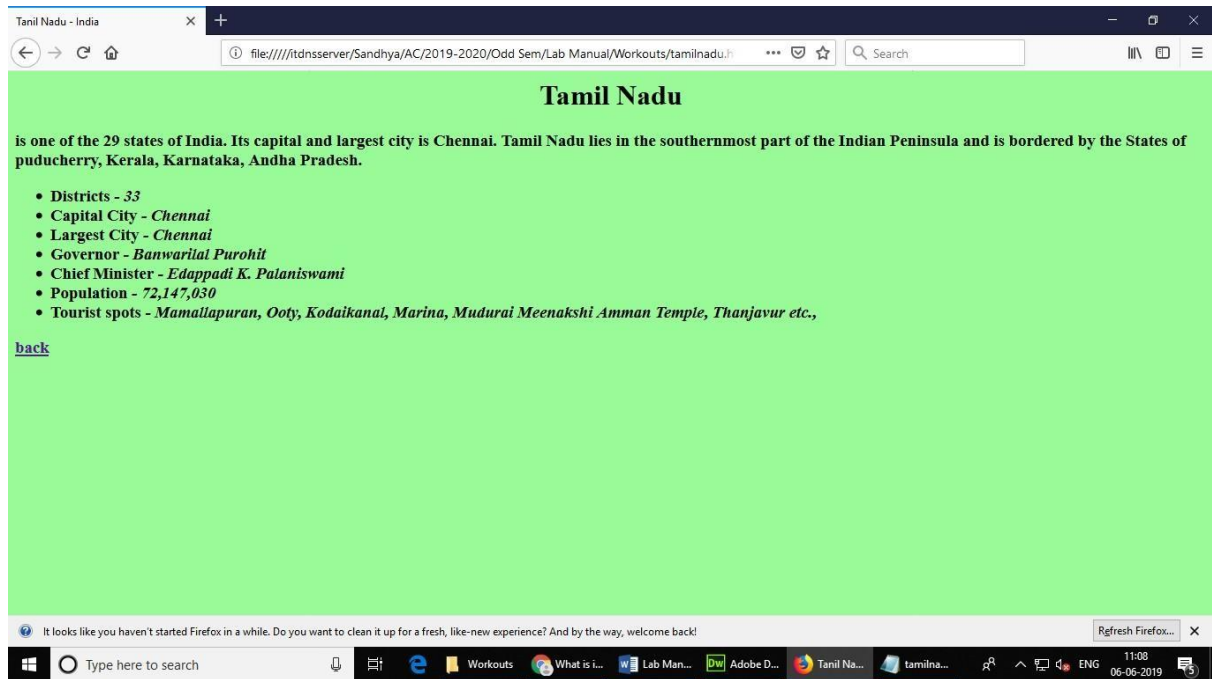 Tanil Nadu - India
file://///itdnsserver/Sandhya/AC/2019-2020/Odd Sem/Lab Manual/Workouts/tamilnadu.h
Search
Tamil Nadu
is one of the 29 states of India. Its capital and largest city is Chennai. Tamil Nadu lies in the southernmost part of the Indian Peninsula and is bordered by the States of
puducherry, Kerala, Karnataka, Andha Pradesh.
• Districts - 33
• Capital City - Chennai
• Largest City - Chennai
• Governor - Banwarilal Purohit
• Chief Minister - Edappadi K. Palaniswami
• Population - 72,147,030
• Tourist spots - Mamallapuran, Ooty, Kodaikanal, Marina, Mudurai Meenakshi Amman Temple, Thanjavur etc.,
back
It looks like you haven't started Firefox in a while. Do you want to clean it up for a fresh, like-new experience? And by the way, welcome back!
Refresh Firefox...
Type here to search
Workouts
What is i...
Lab Man...
Dw Adobe D...
Tanil Na...
tamilna...
ENG
11:08
06-06-2019
5